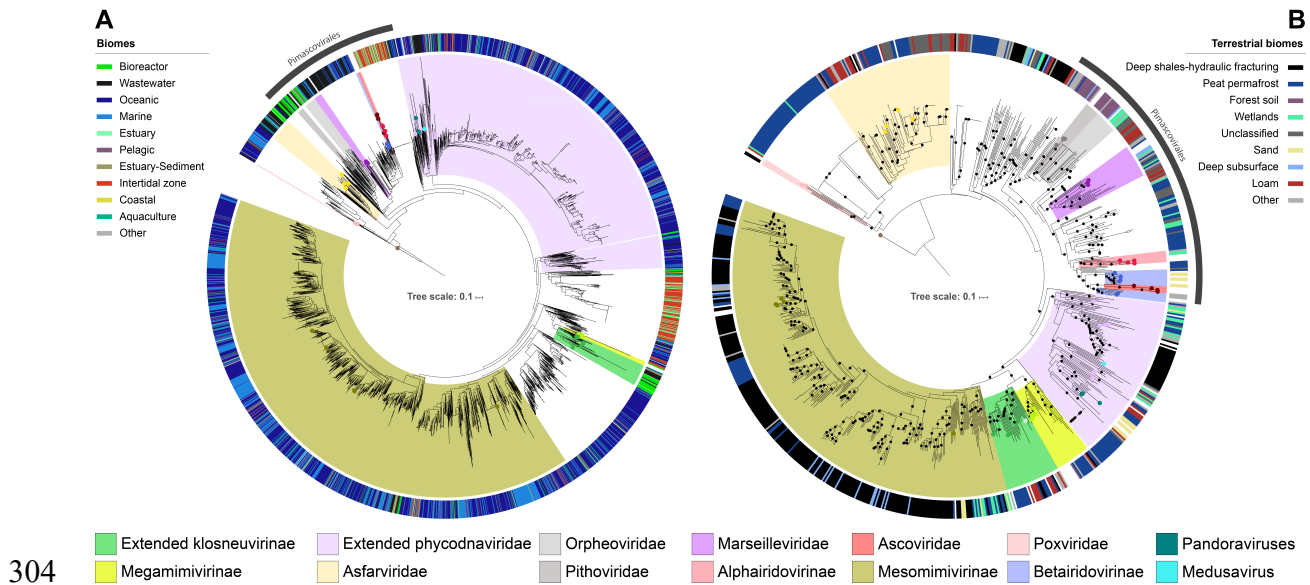 A
Biomes
Bioreactor
Wastewater
Oceanic
Marine
Estuary
Pelagic
Estuary-Sediment
Intertidal zone
Coastal
Aquaculture
Other
Pimascovirales
Tree scale: 0.1
B
Terrestrial biomes
Deep shales-hydraulic fracturing
Peat permafrost
Forest soil
Wetlands
Unclassified
Sand
Deep subsurface
Loam
Other
Pimascovirales
Tree scale: 0.1
Extended klosneuvirinae Extended phycodnaviridae Orpheoviridae Marseilleviridae Ascoviridae Poxviridae Pandoraviruses
Megamimivirinae Asfarviridae Pithoviridae Alphairidovirinae Mesomimivirinae Betairidovirinae Medusavirus
304